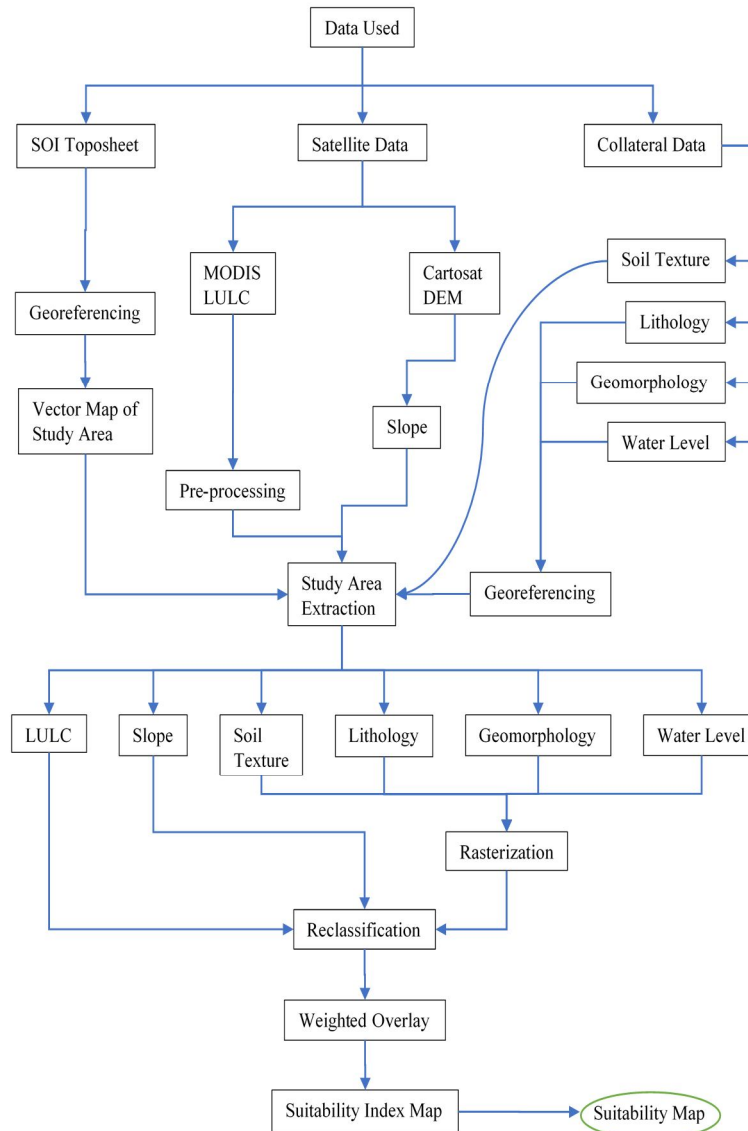 Data Used
SOI Toposheet
Satellite Data
Collateral Data
MODIS
LULC
Cartosat
DEM
Soil Texture
Georeferencing
Lithology
Geomorphology
Vector Map of
Study Area
Slope
Water Level
Pre-processing
Study Area
Extraction
Georeferencing
LULC
Slope
Soil
Texture
Lithology
Geomorphology
Water Level
Rasterization
Reclassification
Weighted Overlay
Suitability Index Map
Suitability Map